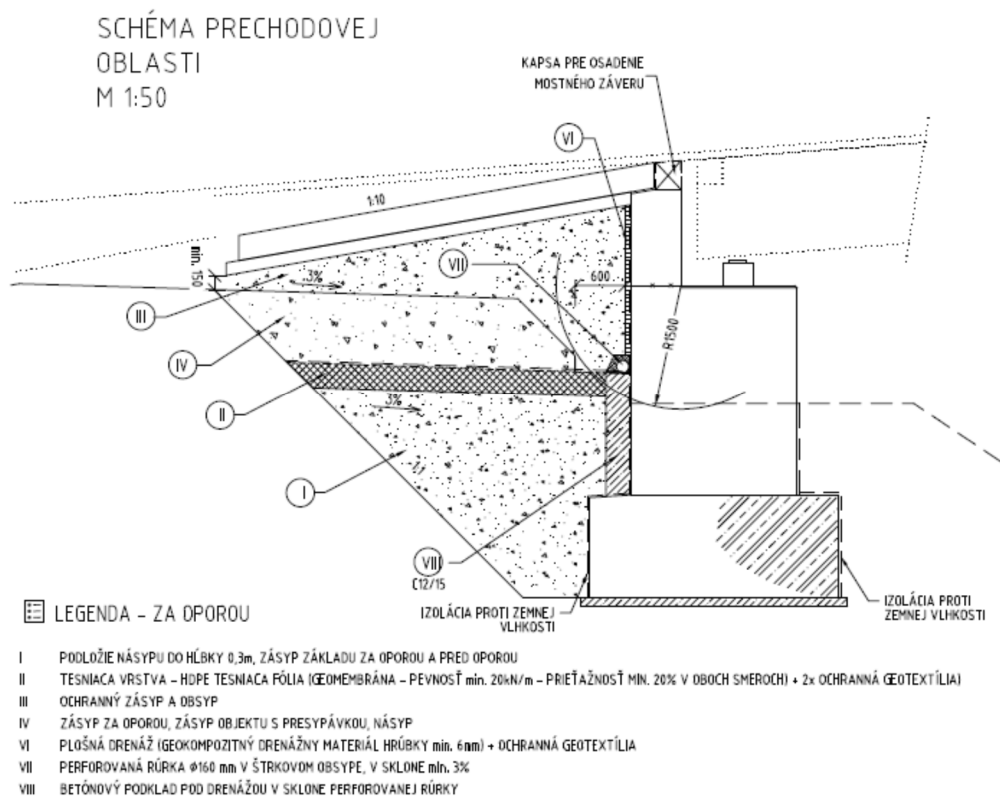 SCHÉMA PRECHODOVEJ
OBLASTI
M 1:50
KAPSA PRE OSADENIE
MOSTNÉHO ZÁVERU
VI
1:10
VII
min. 150
3%
600
III
R1500
IV
II
3%
1:1
I
VIII
C12/15
IZOLÁCIA PROTI ZEMNEJ
VLHKOSTI
IZOLÁCIA PROTI
ZEMNEJ VLHKOSTI
LEGENDA - ZA OPOROU
I PODLOŽIE NÁSYPU DO HĹBKY 0,3m, ZÁSYP ZÁKLADU ZA OPOROU A PRED OPOROU
II TESNIACA VRSTVA - HDPE TESNIACA FÓLIA (GEOMEMBRÁNA - PEVNOSŤ min. 20kN/m - PRIEŤAŽNOSŤ MIN. 20% V OBOCH SMEROCH) + 2x OCHRANNÁ GEOTEXTÍLIA)
III OCHRANNÝ ZÁSYP A OBSYP
IV ZÁSYP ZA OPOROU, ZÁSYP OBJEKTU S PRESYPÁVKOU, NÁSYP
VI PLOŠNÁ DRENÁŽ (GEOKOMPOZITNÝ DRENÁŽNY MATERIÁL HRÚBKY min. 6mm) + OCHRANNÁ GEOTEXTÍLIA
VII PERFOROVANÁ RÚRKA ø160 mm V ŠTRKOVOM OBSYPE, V SKLONE min. 3%
VIII BETÓNOVÝ PODKLAD POD DRENÁŽOU V SKLONE PERFOROVANEJ RÚRKY